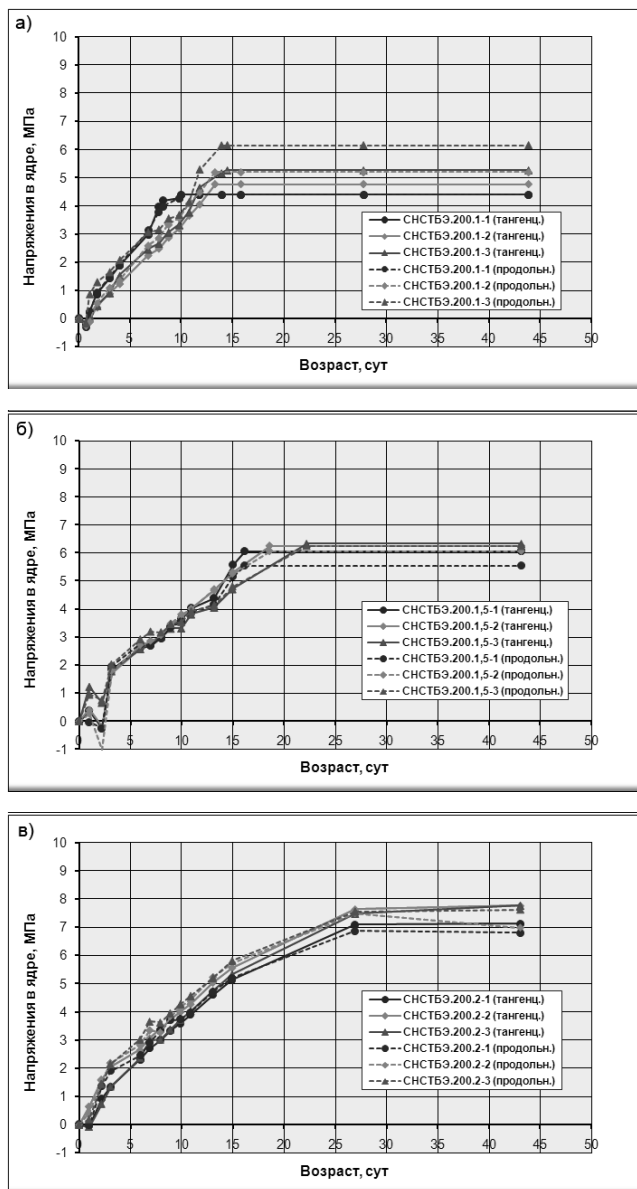 а)
Напряжения в ядре, МПа
10
9
8
7
6
5
4
3
2
1
0
-1
0 5 10 15 20 25 30 35 40 45 50
Возраст, сут
СНСТБЭ.200.1-1 (тангенц.)
СНСТБЭ.200.1-2 (тангенц.)
СНСТБЭ.200.1-3 (тангенц.)
СНСТБЭ.200.1-1 (продольн.)
СНСТБЭ.200.1-2 (продольн.)
СНСТБЭ.200.1-3 (продольн.)
б)
Напряжения в ядре, МПа
10
9
8
7
6
5
4
3
2
1
0
-1
0 5 10 15 20 25 30 35 40 45 50
Возраст, сут
СНСТБЭ.200.1,5-1 (тангенц.)
СНСТБЭ.200.1,5-2 (тангенц.)
СНСТБЭ.200.1,5-3 (тангенц.)
СНСТБЭ.200.1,5-1 (продольн.)
СНСТБЭ.200.1,5-2 (продольн.)
СНСТБЭ.200.1,5-3 (продольн.)
в)
Напряжения в ядре, МПа
10
9
8
7
6
5
4
3
2
1
0
-1
0 5 10 15 20 25 30 35 40 45 50
Возраст, сут
СНСТБЭ.200.2-1 (тангенц.)
СНСТБЭ.200.2-2 (тангенц.)
СНСТБЭ.200.2-3 (тангенц.)
СНСТБЭ.200.2-1 (продольн.)
СНСТБЭ.200.2-2 (продольн.)
СНСТБЭ.200.2-3 (продольн.)